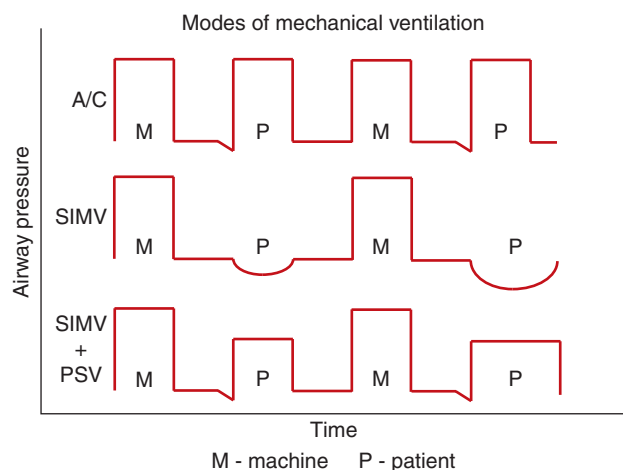 Modes of mechanical ventilation
Airway pressure
A/C
M P M P
SIMV
M P M P
SIMV
+
PSV
M P M P
Time
M - machine P - patient